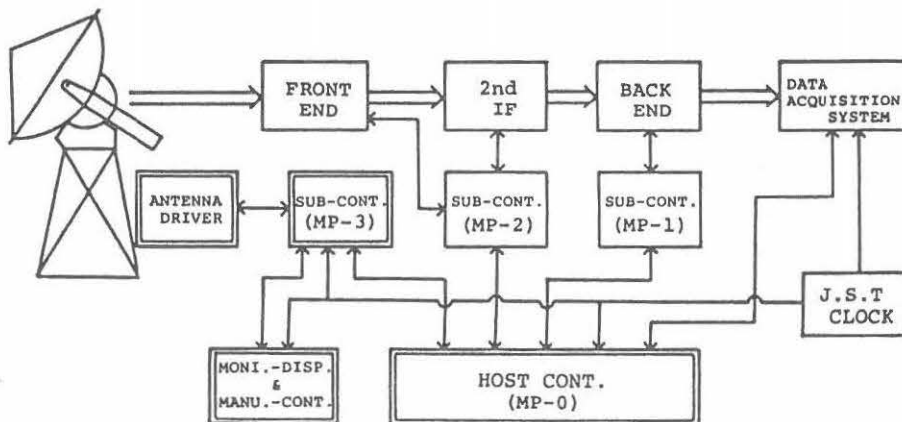 FRONT
END
2nd
IF
BACK
END
DATA
ACQUISITION
SYSTEM
ANTENNA
DRIVER
SUB-CONT.
(MP-3)
SUB-CONT.
(MP-2)
SUB-CONT.
(MP-1)
J.S.T
CLOCK
MONI.-DISP.
&
MANU.-CONT.
HOST CONT.
(MP-0)